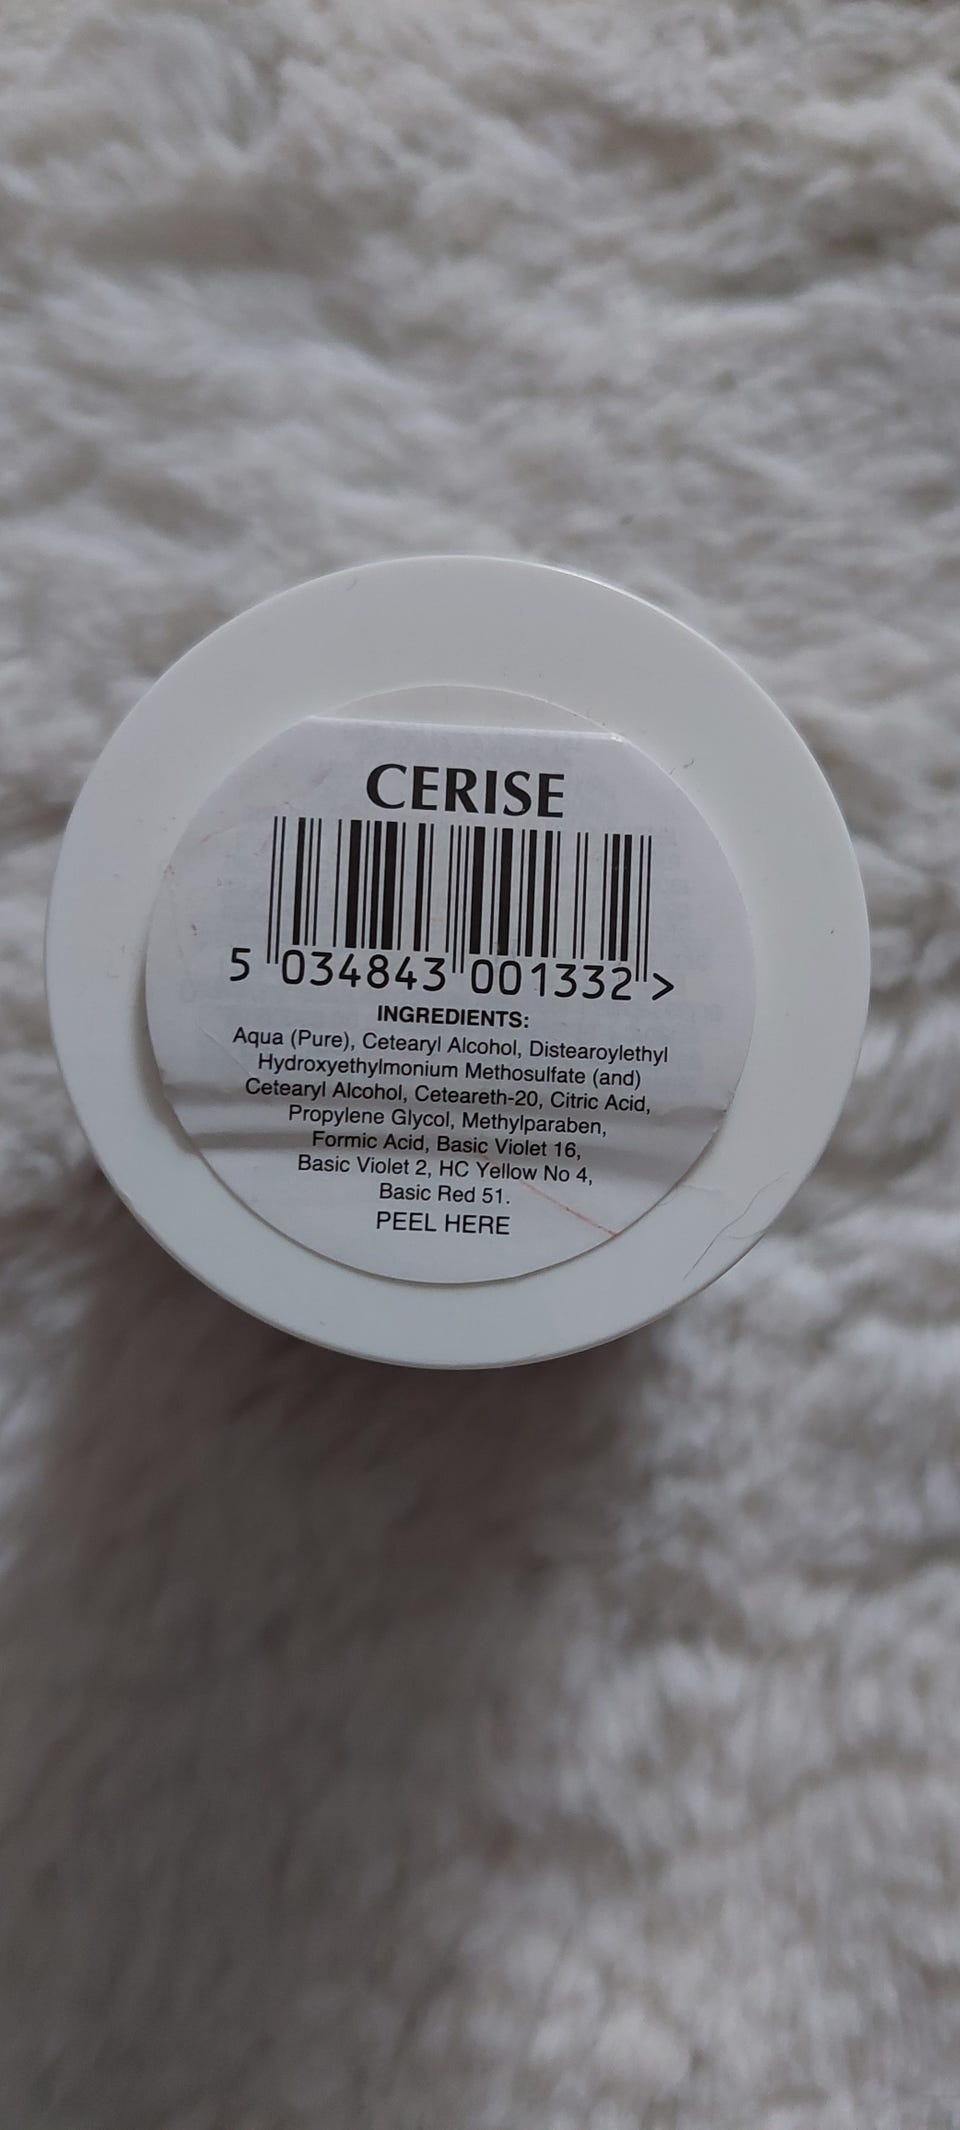 CERISE
5 034843 001332 >
INGREDIENTS:
Aqua (Pure), Cetearyl Alcohol, Distearoylethyl
Hydroxyethylmonium Methosulfate (and)
Cetearyl Alcohol, Ceteareth-20, Citric Acid,
Propylene Glycol, Methylparaben,
Formic Acid, Basic Violet 16,
Basic Violet 2, HC Yellow No 4,
Basic Red 51.
PEEL HERE